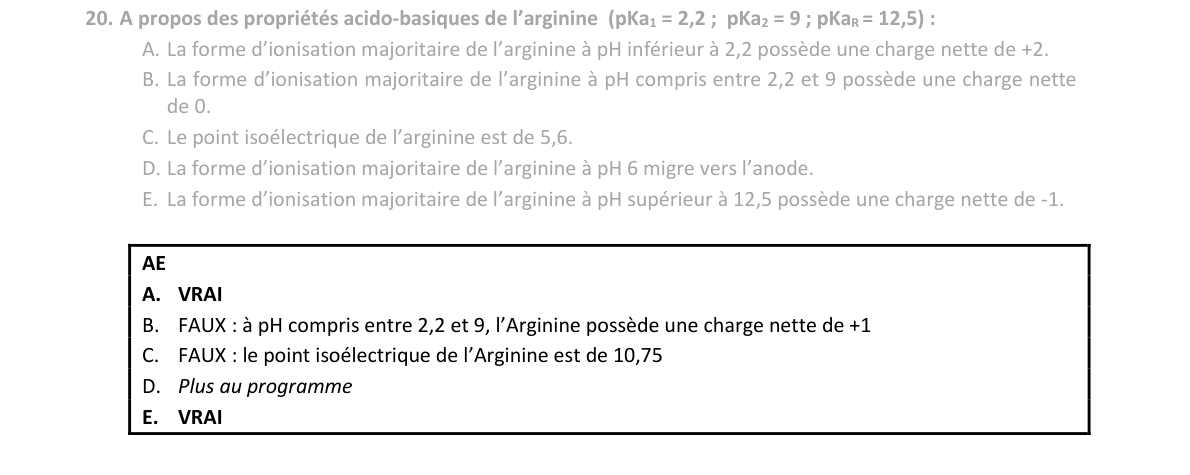 20. A propos des propriétés acido-basiques de l’arginine (pKa₁ = 2,2 ; pKa₂ = 9 ; pKaR = 12,5) :
A. La forme d’ionisation majoritaire de l’arginine à pH inférieur à 2,2 possède une charge nette de +2.
B. La forme d’ionisation majoritaire de l’arginine à pH compris entre 2,2 et 9 possède une charge nette
de 0.
C. Le point isoélectrique de l’arginine est de 5,6.
D. La forme d’ionisation majoritaire de l’arginine à pH 6 migre vers l’anode.
E. La forme d’ionisation majoritaire de l’arginine à pH supérieur à 12,5 possède une charge nette de -1.
AE
A. VRAI
B. FAUX : à pH compris entre 2,2 et 9, l’Arginine possède une charge nette de +1
C. FAUX : le point isoélectrique de l’Arginine est de 10,75
D. Plus au programme
E. VRAI